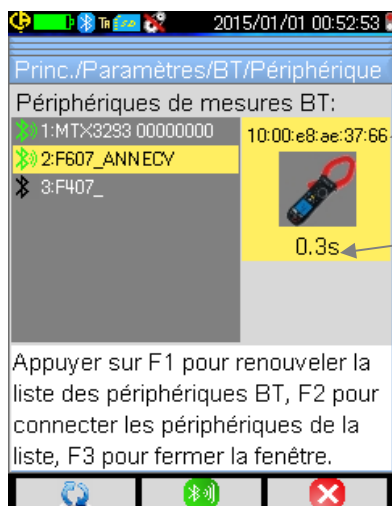 2015/01/01 00:52:53
Princ./Paramètres/BT/Périphérique
Périphériques de mesures BT:
1:MTX3293 00000000
2:F607_ANNECY
3:F407_
10:00:e8:ae:37:66
0.3s
Appuyer sur F1 pour renouveler la
liste des périphériques BT, F2 pour
connecter les périphériques de la
liste, F3 pour fermer la fenêtre.